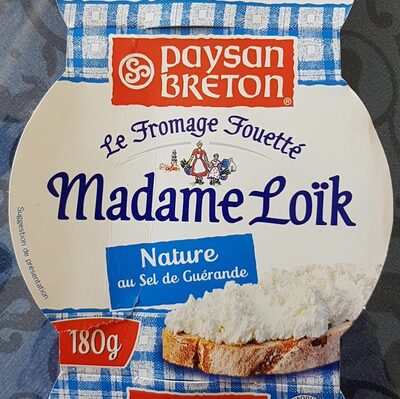 paysan
BRETON®
Le Fromage Fouetté
Madame Loïk
Nature
au Sel de Guérande
Suggestion de présentation
180g